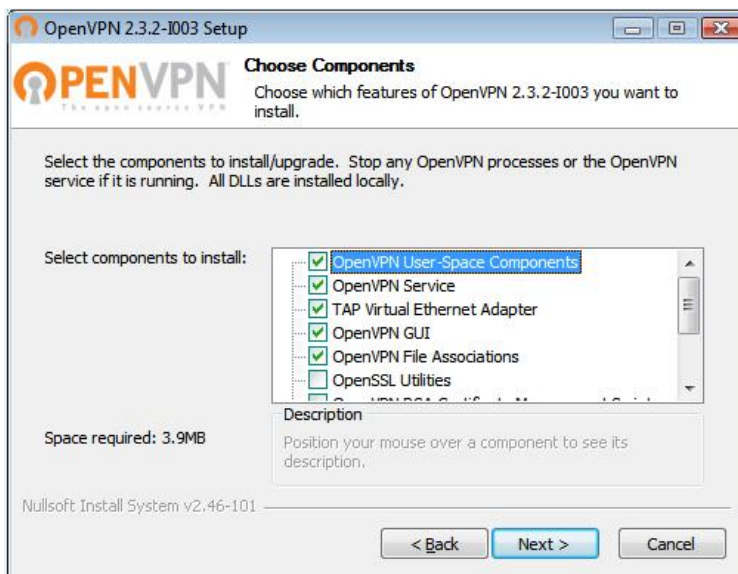 OpenVPN 2.3.2-I003 Setup
OPENVPN
The open source VPN
Choose Components
Choose which features of OpenVPN 2.3.2-I003 you want to
install.
Select the components to install/upgrade. Stop any OpenVPN processes or the OpenVPN
service if it is running. All DLLs are installed locally.
Select components to install:
OpenVPN User-Space Components
OpenVPN Service
TAP Virtual Ethernet Adapter
OpenVPN GUI
OpenVPN File Associations
OpenSSL Utilities
Space required: 3.9MB
Description
Position your mouse over a component to see its
description.
Nullsoft Install System v2.46-101
< Back
Next >
Cancel